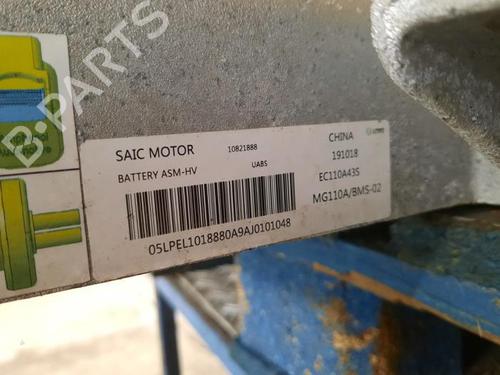 B-PARTS
SAIC MOTOR 10821888 CHINA
BATTERY ASM-HV UABS 191018
EC110A43S
MG110A/BMS-02
05LPEL1018880A9AJ0101048